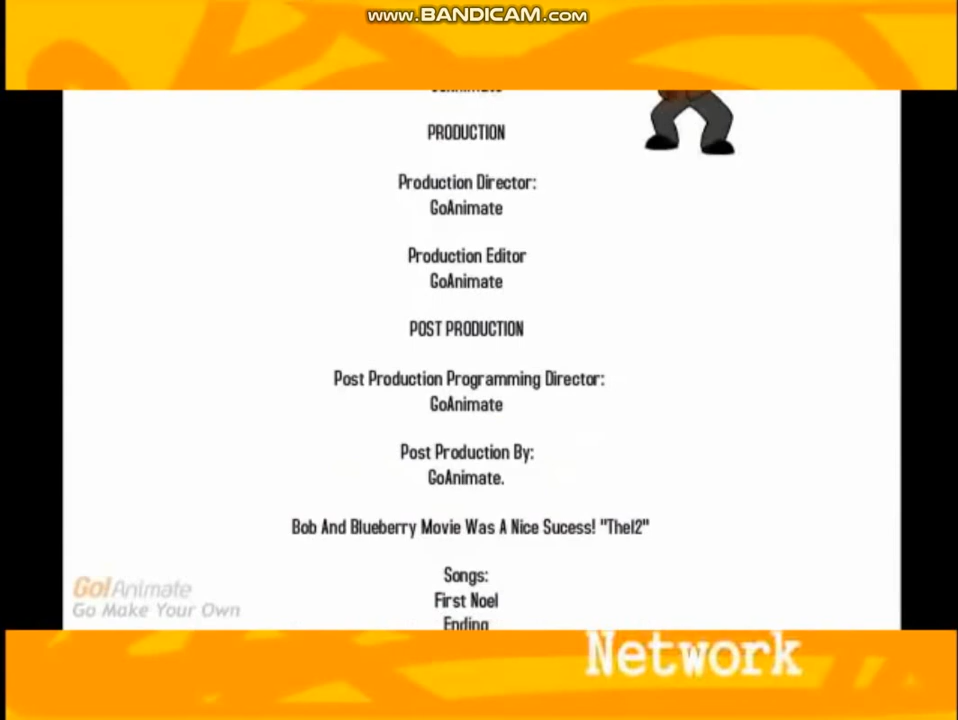 www.BANDICAM.com
GoAnimate
PRODUCTION
Production Director:
GoAnimate
Production Editor
GoAnimate
POST PRODUCTION
Post Production Programming Director:
GoAnimate
Post Production By:
GoAnimate.
Bob And Blueberry Movie Was A Nice Sucess! "The12"
Songs:
First Noel
Ending
Go!Animate
Go Make Your Own
Network